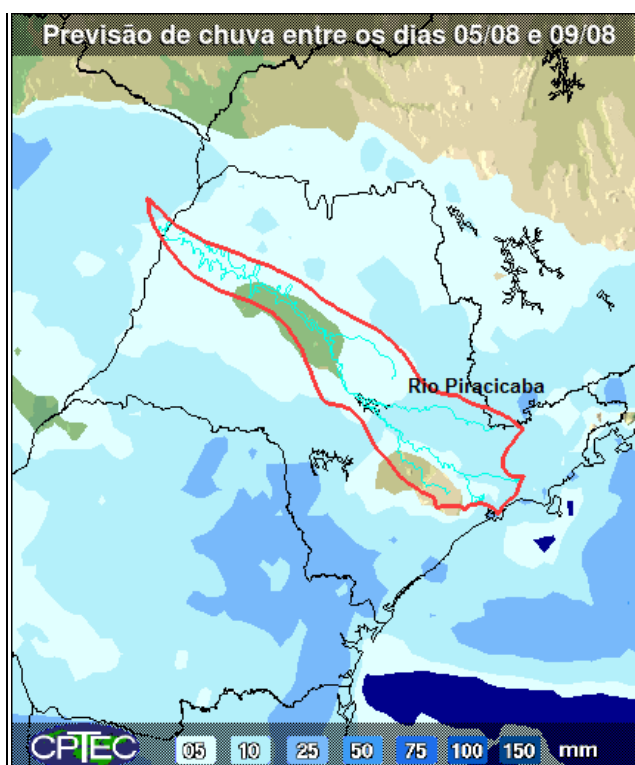 Previsão de chuva entre os dias 05/08 e 09/08
Rio Piracicaba
CPTEC 05 10 25 50 75 100 150 mm